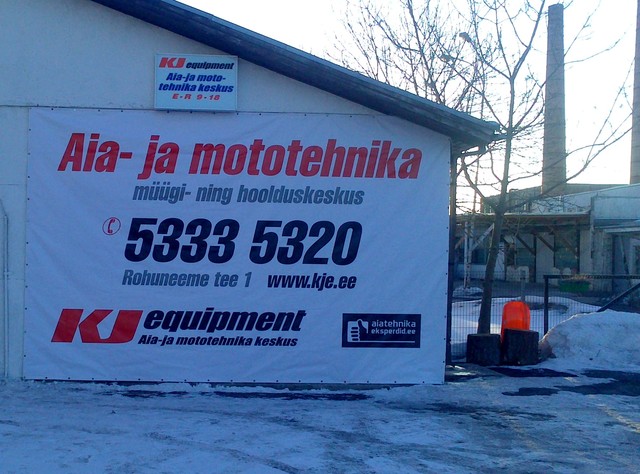 KJ equipment
Aia-ja moto-
tehnika keskus
E-R 9-18
Aia- ja mototehnika
müügi- ning hoolduskeskus
5333 5320
Rohuneeme tee 1 www.kje.ee
KJ equipment
Aia-ja mototehnika keskus
aiatehnika
eksperdid.ee